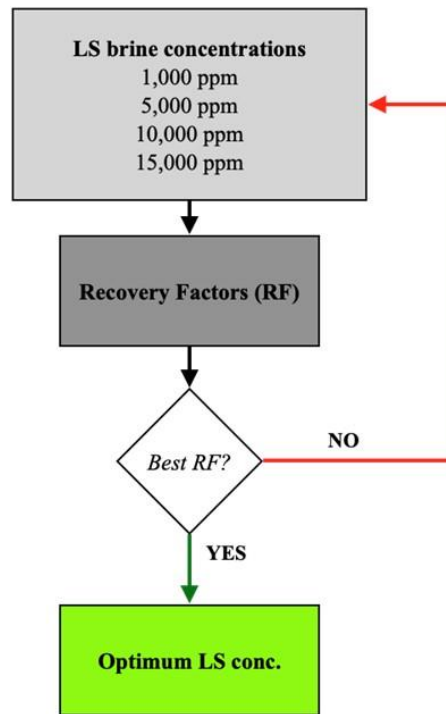 LS brine concentrations
1,000 ppm
5,000 ppm
10,000 ppm
15,000 ppm
Recovery Factors (RF)
Best RF?
NO
YES
Optimum LS conc.